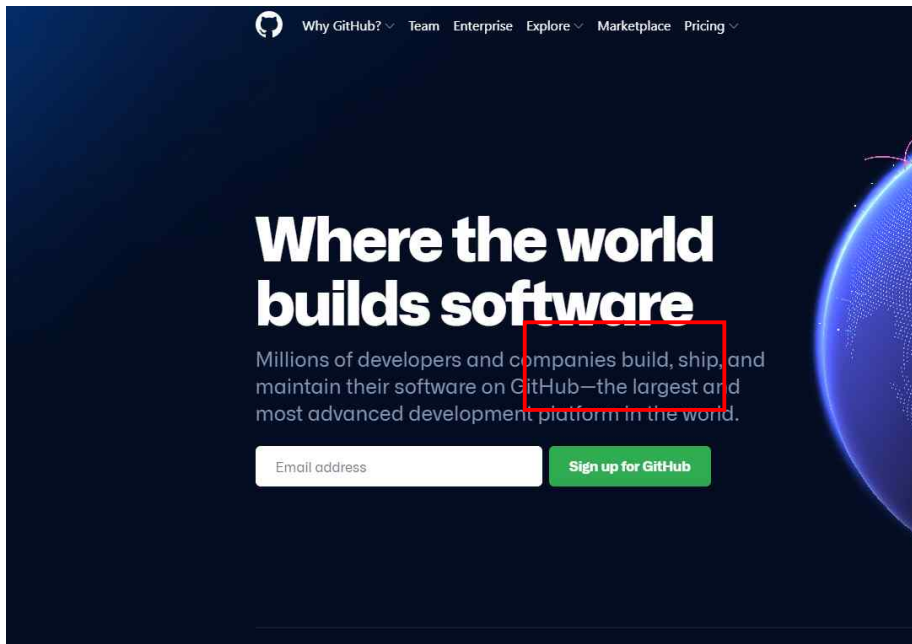 Why GitHub? Team Enterprise Explore Marketplace Pricing
Where the world
builds software
Millions of developers and companies build, ship, and
maintain their software on GitHub—the largest and
most advanced development platform in the world.
Email address Sign up for GitHub